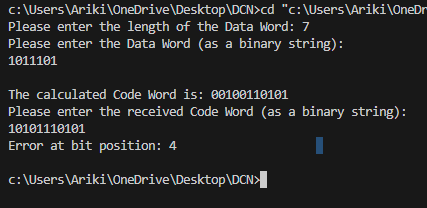 c:\Users\Ariki\OneDrive\Desktop\DCN>cd "c:\Users\Ariki\OneDr
Please enter the length of the Data Word: 7
Please enter the Data Word (as a binary string):
1011101
The calculated Code Word is: 00100110101
Please enter the received Code Word (as a binary string):
10101110101
Error at bit position: 4
c:\Users\Ariki\OneDrive\Desktop\DCN>